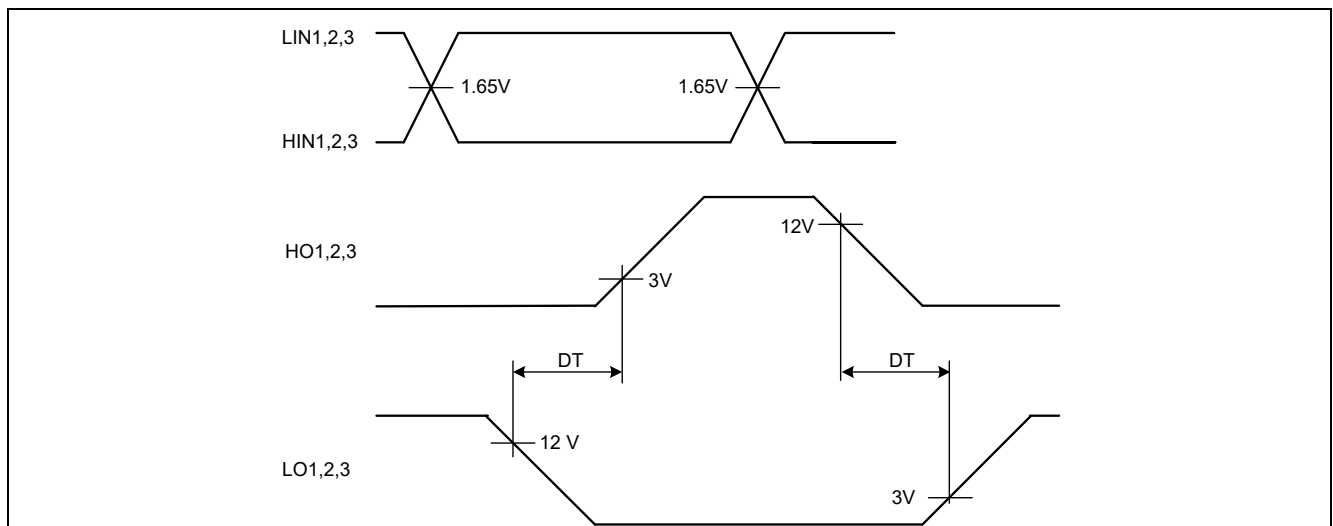 LIN1,2,3
1.65V 1.65V
HIN1,2,3
12V
HO1,2,3
3V
DT DT
12 V
LO1,2,3
3V